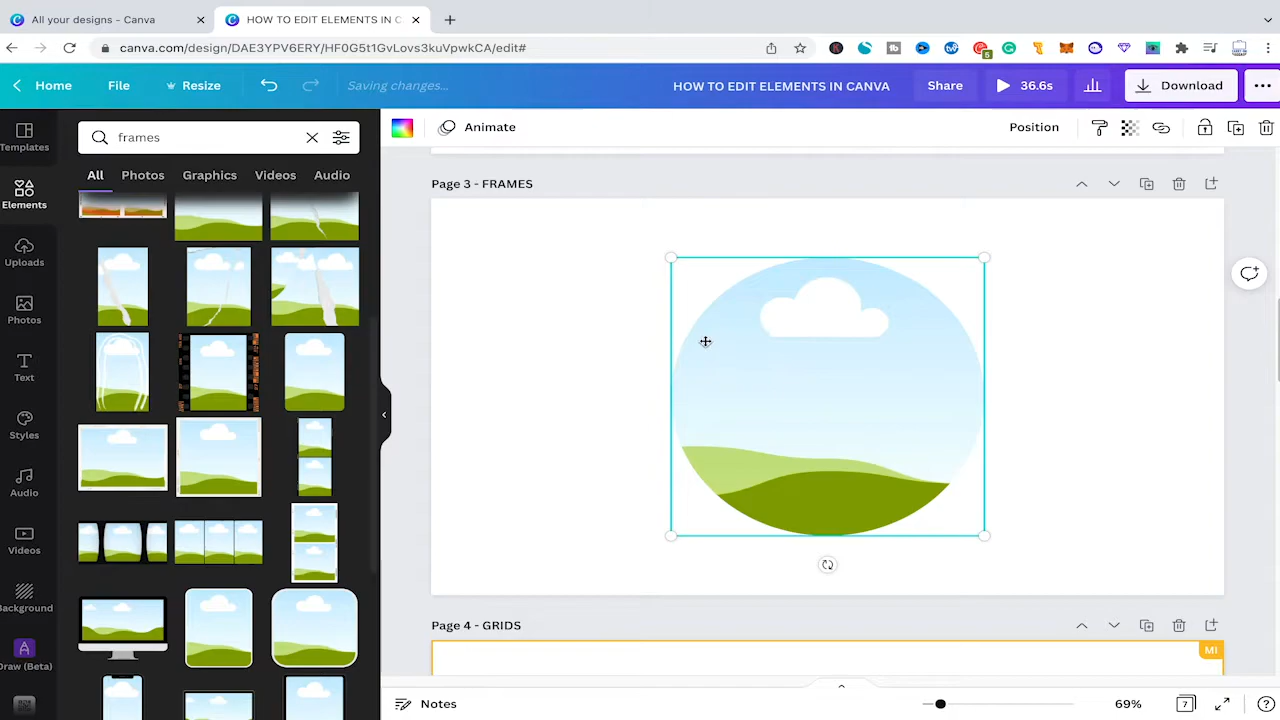 All your designs - Canva
HOW TO EDIT ELEMENTS IN C
canva.com/design/DAE3YPV6ERY/HF0G5t1GvLovs3kuVpwkCA/edit#
5
Home
File
Resize
Saving changes...
HOW TO EDIT ELEMENTS IN CANVA
Share
36.6s
Download
Templates
Elements
Uploads
Photos
Text
Styles
Audio
Videos
Background
Draw (Beta)
frames
All
Photos
Graphics
Videos
Audio
Animate
Position
Page 3 - FRAMES
Page 4 - GRIDS
MI
Notes
69%
7